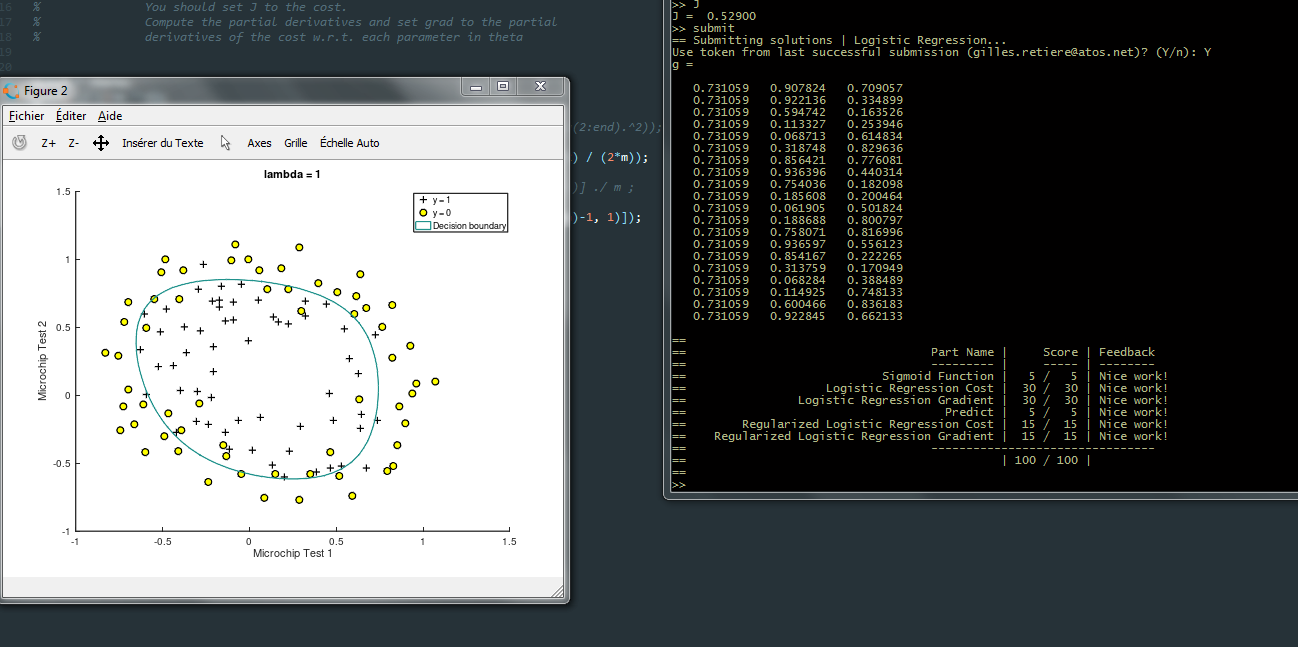 16 % You should set J to the cost.
17 % Compute the partial derivatives and set grad to the partial
18 % derivatives of the cost w.r.t. each parameter in theta
19
20
(2:end).^2));
) / (2*m));
)] ./ m ;
)-1, 1)]);
Figure 2
Fichier Éditer Aide
Z+ Z- Insérer du Texte Axes Grille Échelle Auto
lambda = 1
y = 1
y = 0
Decision boundary
1.5
1
0.5
0
-0.5
-1
Microchip Test 2
-1 -0.5 0 0.5 1 1.5
Microchip Test 1
>> J
J = 0.52900
>> submit
== Submitting solutions | Logistic Regression...
Use token from last successful submission (gilles.retiere@atos.net)? (Y/n): Y
g =
0.731059 0.907824 0.709057
0.731059 0.922136 0.334899
0.731059 0.594742 0.163526
0.731059 0.113327 0.253946
0.731059 0.068713 0.614834
0.731059 0.318748 0.829636
0.731059 0.856421 0.776081
0.731059 0.936396 0.440314
0.731059 0.754036 0.182098
0.731059 0.185608 0.200464
0.731059 0.061905 0.501824
0.731059 0.188688 0.800797
0.731059 0.758071 0.816996
0.731059 0.936597 0.556123
0.731059 0.854167 0.222265
0.731059 0.313759 0.170949
0.731059 0.068284 0.388489
0.731059 0.114925 0.748133
0.731059 0.600466 0.836183
0.731059 0.922845 0.662133
==
== Part Name | Score | Feedback
== --------- | ----- | --------
== Sigmoid Function | 5 / 5 | Nice work!
== Logistic Regression Cost | 30 / 30 | Nice work!
== Logistic Regression Gradient | 30 / 30 | Nice work!
== Predict | 5 / 5 | Nice work!
== Regularized Logistic Regression Cost | 15 / 15 | Nice work!
== Regularized Logistic Regression Gradient | 15 / 15 | Nice work!
== --------------------------------
== | 100 / 100 |
==
>>